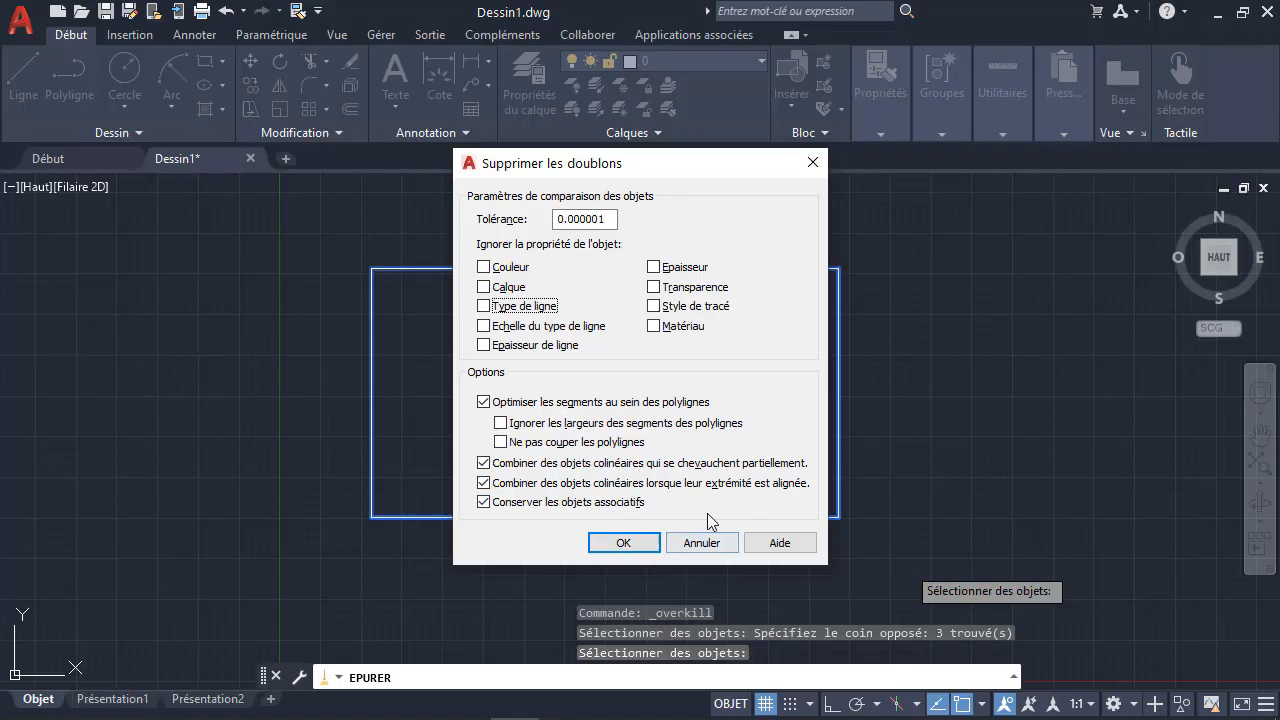 Dessin1.dwg
Entrez mot-clé ou expression
Début Insertion Annoter Paramétrique Vue Gérer Sortie Compléments Collaborer Applications associées
Ligne Polyligne Cercle Arc
Texte Cote
Propriétés du calque
0
Insérer
Propriétés Groupes Utilitaires Press... Base Mode de sélection
Dessin Modification Annotation Calques Bloc Vue Tactile
Début Dessin1*
[−][Haut][Filaire 2D]
Supprimer les doublons
Paramètres de comparaison des objets
Tolérance: 0.000001
Ignorer la propriété de l'objet:
Couleur Epaisseur
Calque Transparence
Type de ligne Style de tracé
Echelle du type de ligne Matériau
Epaisseur de ligne
Options
Optimiser les segments au sein des polylignes
Ignorer les largeurs des segments des polylignes
Ne pas couper les polylignes
Combiner des objets colinéaires qui se chevauchent partiellement.
Combiner des objets colinéaires lorsque leur extrémité est alignée.
Conserver les objets associatifs
OK Annuler Aide
N
O HAUT E
S
SCG
Sélectionner des objets:
Y
X
Commande: _overkill
Sélectionner des objets: Spécifiez le coin opposé: 3 trouvé(s)
Sélectionner des objets:
EPURER
Objet Présentation1 Présentation2
OBJET 1:1